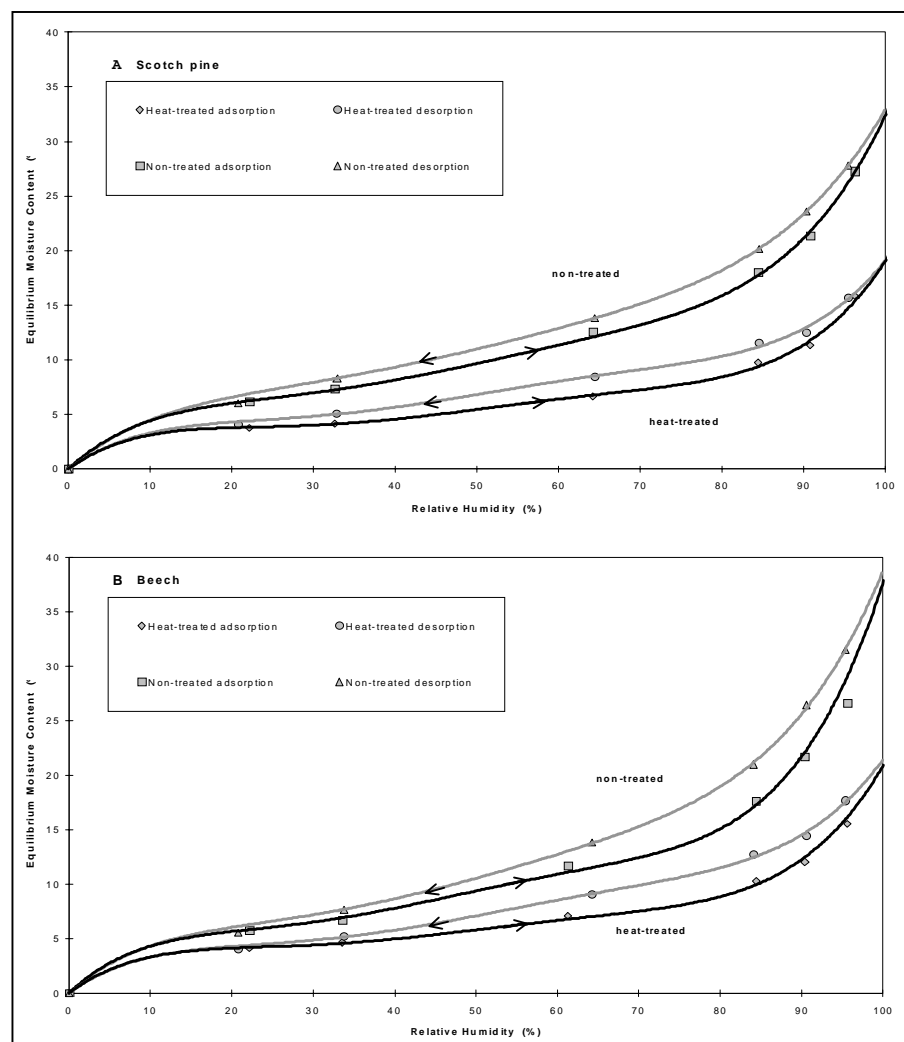 A Scotch pine
Heat-treated adsorption
Heat-treated desorption
Non-treated adsorption
Non-treated desorption
Equilibrium Moisture Content (
40
35
30
25
20
15
10
5
0
non-treated
heat-treated
0 10 20 30 40 50 60 70 80 90 100
Relative Humidity (%)
B Beech
Heat-treated adsorption
Heat-treated desorption
Non-treated adsorption
Non-treated desorption
Equilibrium Moisture Content (
40
35
30
25
20
15
10
5
0
non-treated
heat-treated
0 10 20 30 40 50 60 70 80 90 100
Relative Humidity (%)